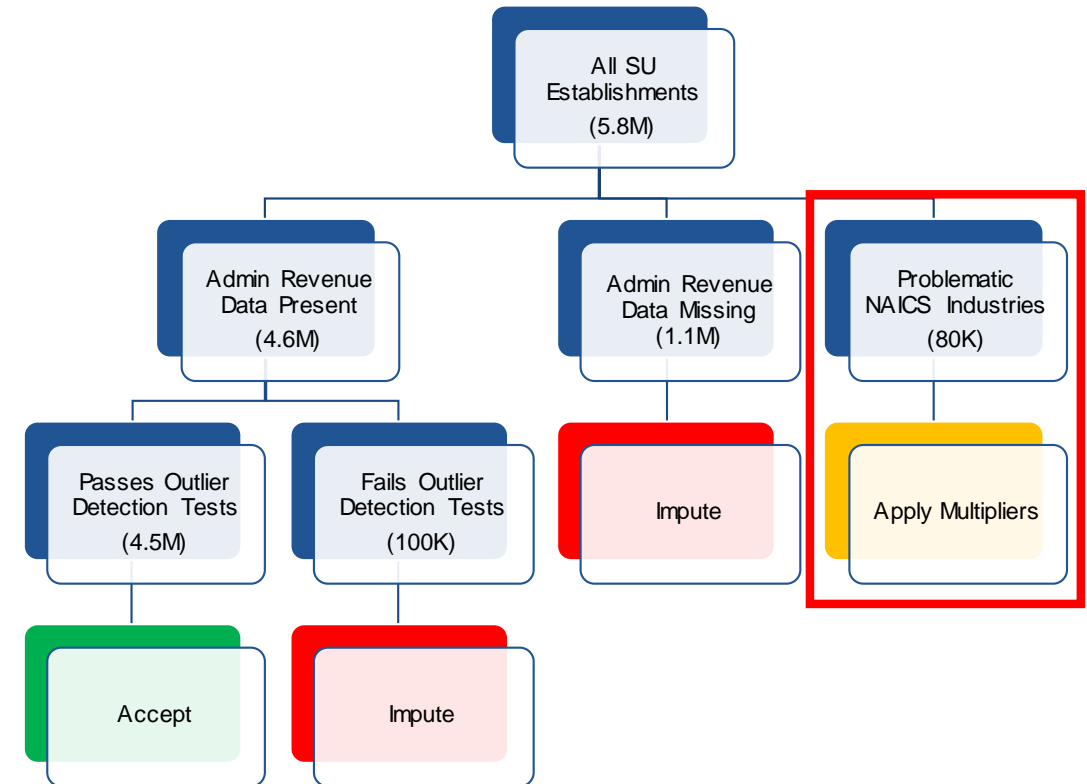 All SU
Establishments
(5.8M)
Admin Revenue
Data Present
(4.6M)
Admin Revenue
Data Missing
(1.1M)
Problematic
NAICS Industries
(80K)
Passes Outlier
Detection Tests
(4.5M)
Fails Outlier
Detection Tests
(100K)
Impute
Apply Multipliers
Accept
Impute